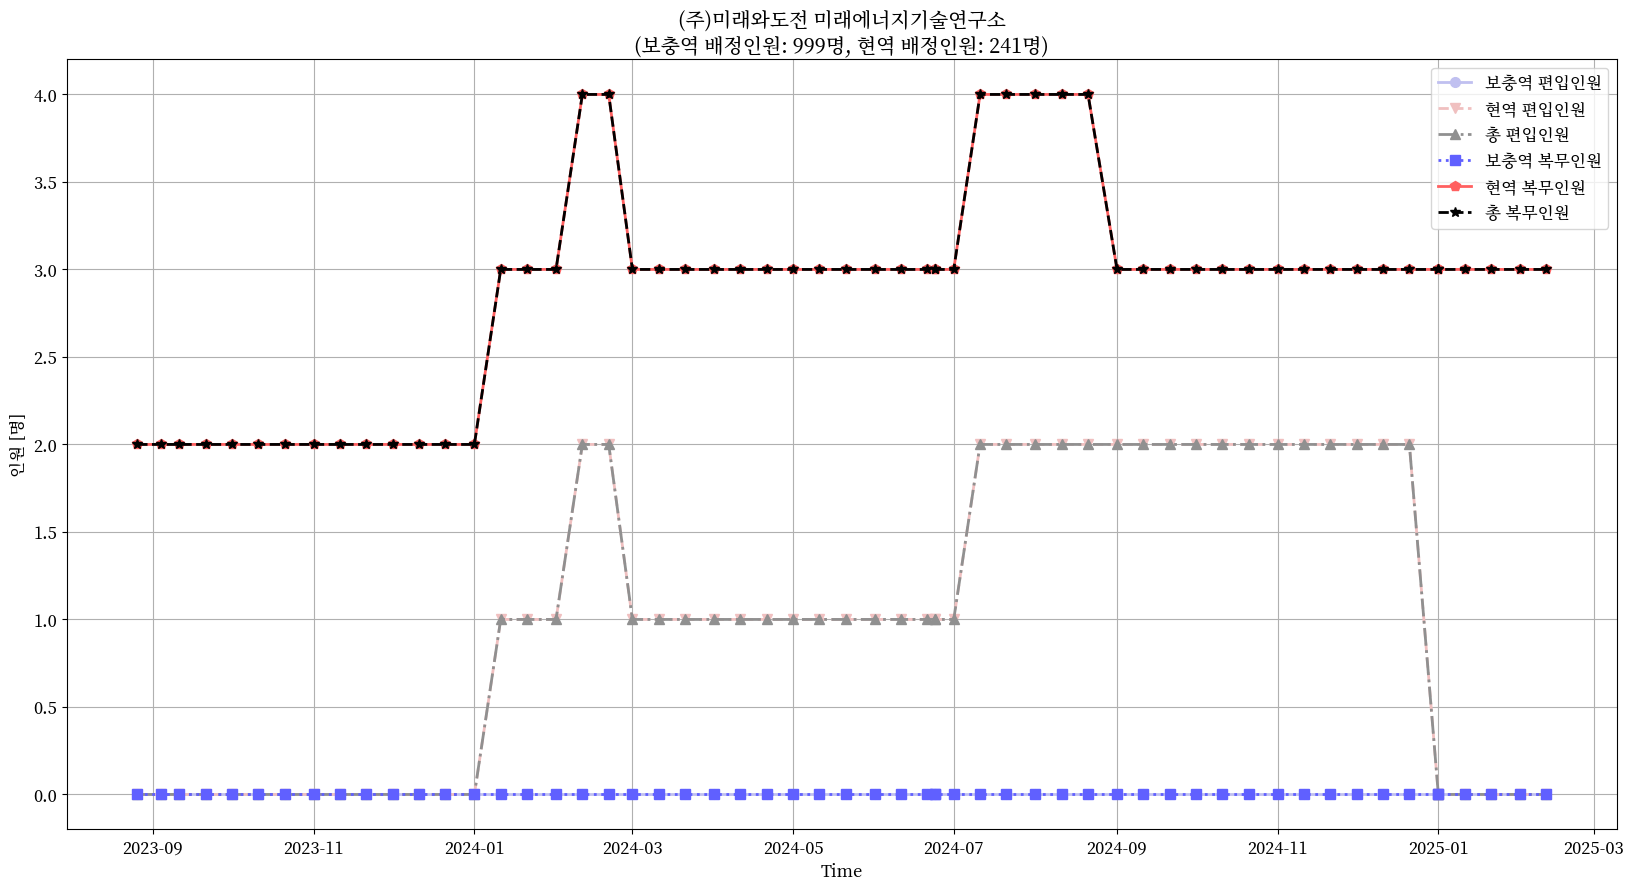 (주)미래와도전 미래에너지기술연구소
(보충역 배정인원: 999명, 현역 배정인원: 241명)
보충역 편입인원
현역 편입인원
총 편입인원
보충역 복무인원
현역 복무인원
총 복무인원
인원 [명]
4.0
3.5
3.0
2.5
2.0
1.5
1.0
0.5
0.0
2023-09
2023-11
2024-01
2024-03
2024-05
2024-07
2024-09
2024-11
2025-01
2025-03
Time